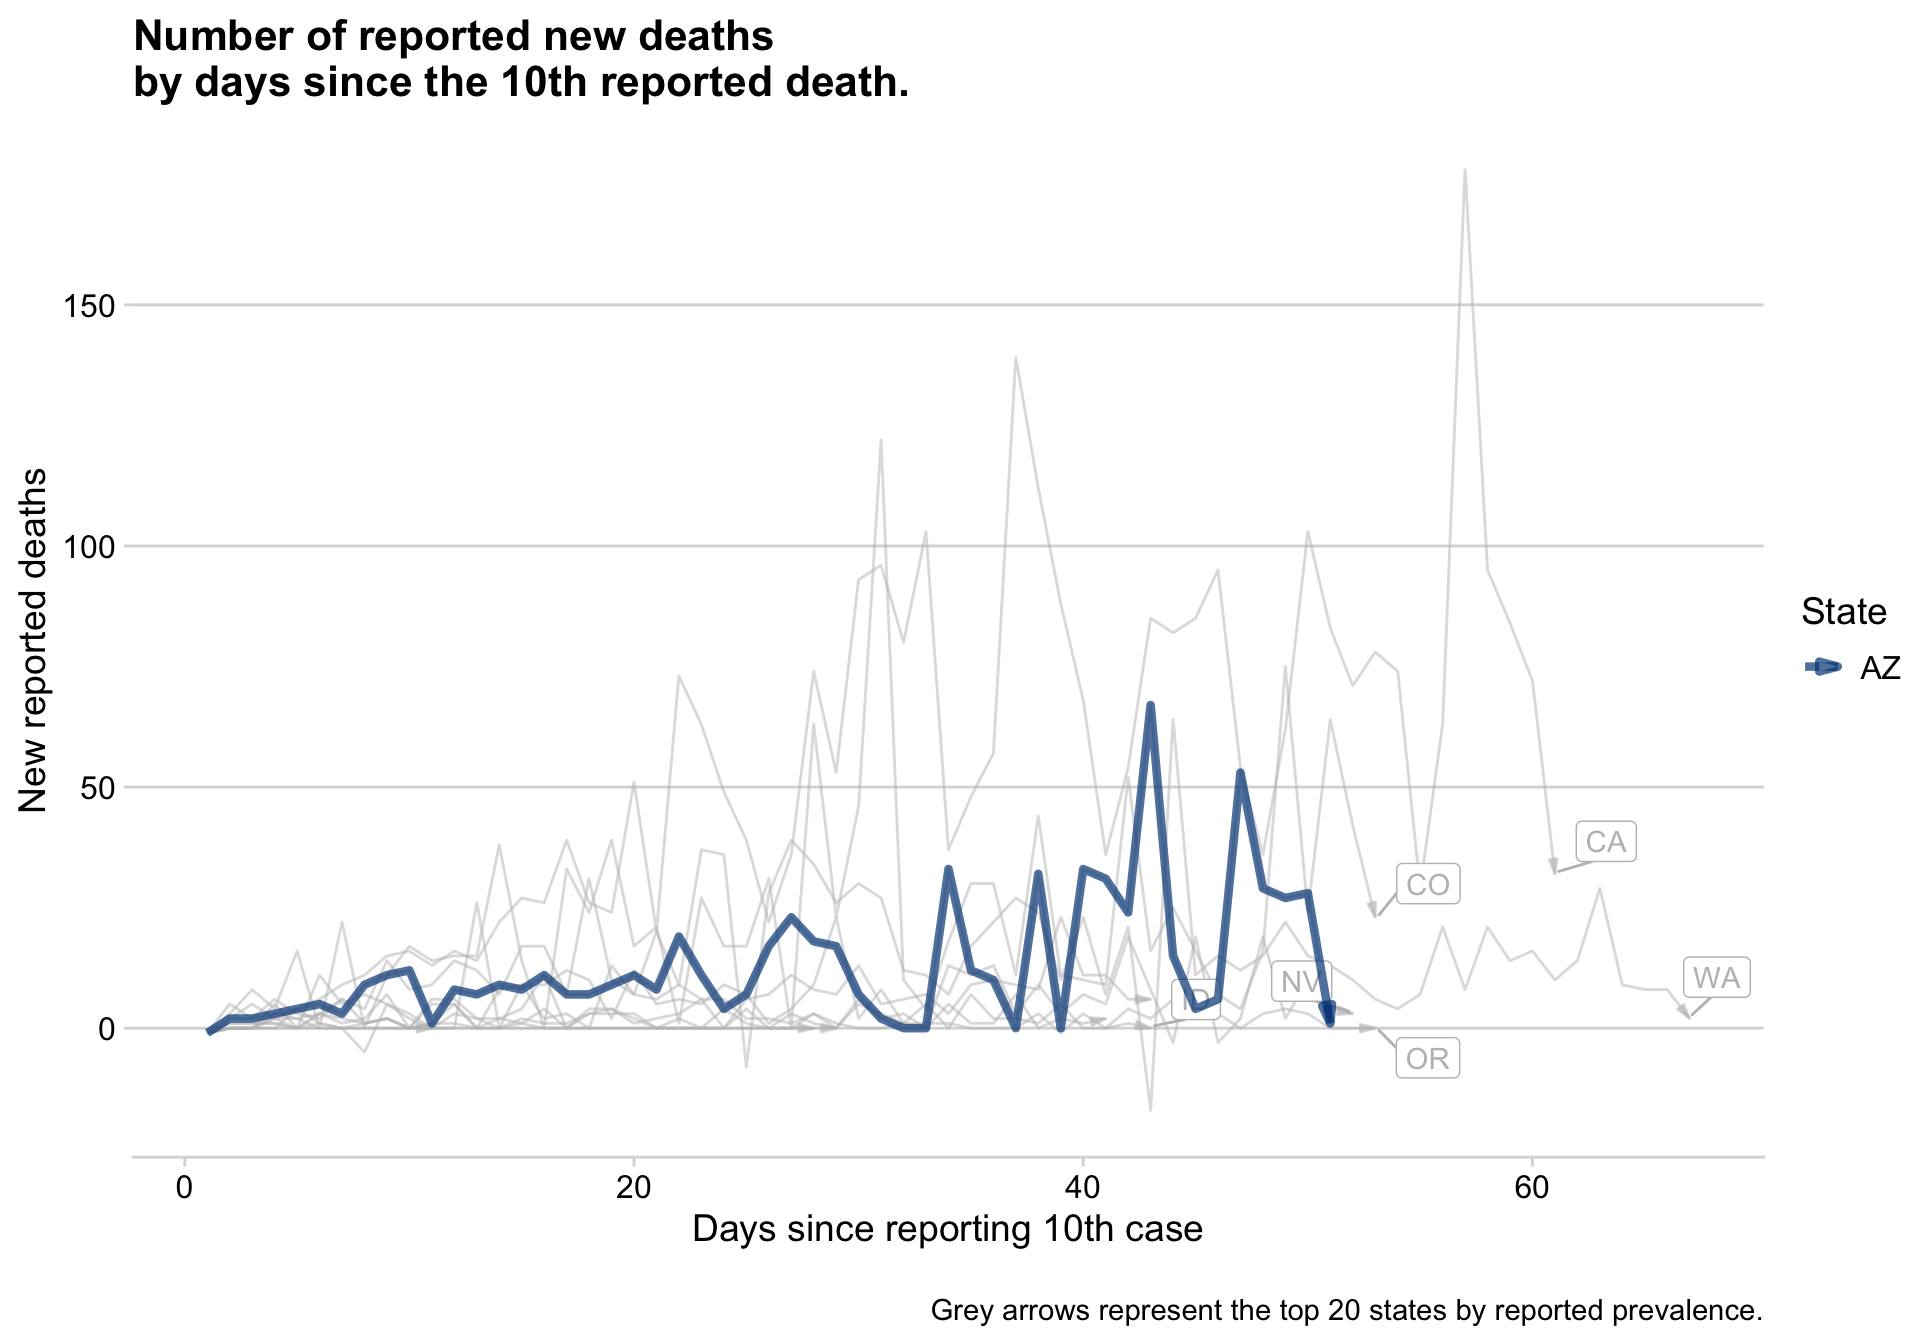 Number of reported new deaths
by days since the 10th reported death.
New reported deaths
150
100
50
0
CA
CO
WA
NV
OR
State
AZ
0
20
40
60
Days since reporting 10th case
Grey arrows represent the top 20 states by reported prevalence.